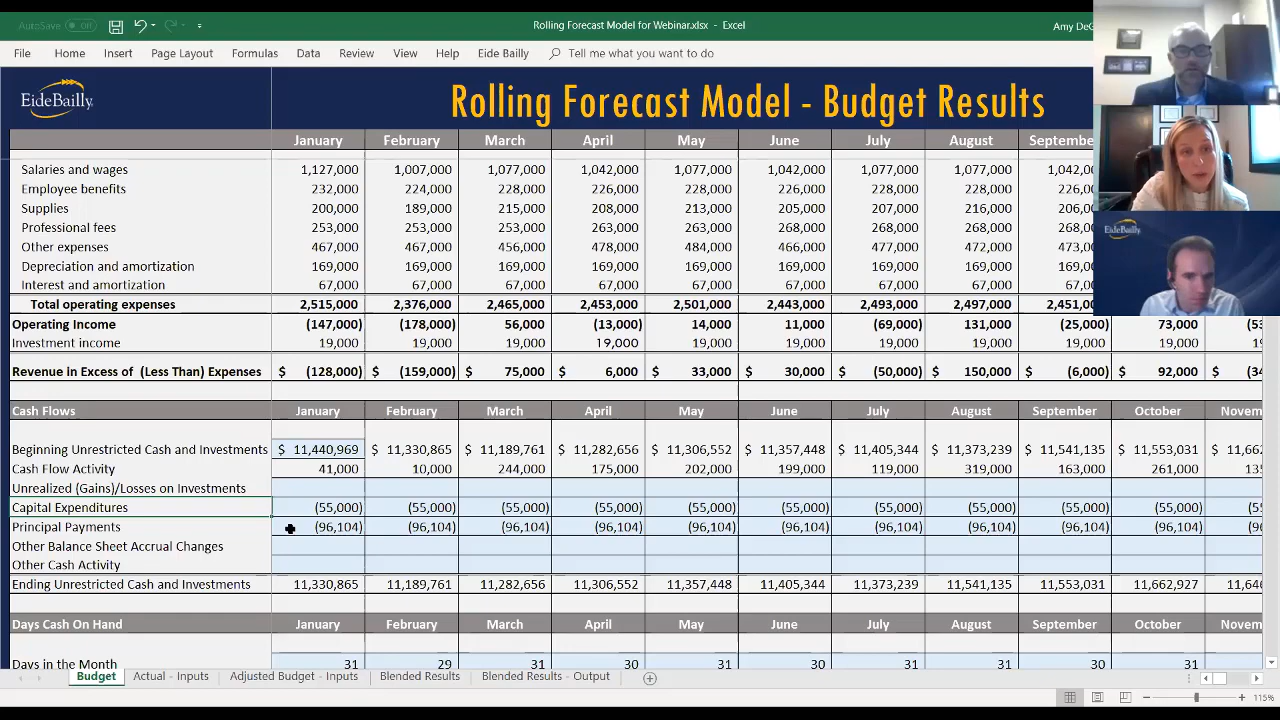 AutoSave Off Rolling Forecast Model for Webinar.xlsx - Excel Amy DeG
File Home Insert Page Layout Formulas Data Review View Help Eide Bailly Tell me what you want to do
EideBailly Rolling Forecast Model - Budget Results
January February March April May June July August September
Salaries and wages 1,127,000 1,007,000 1,077,000 1,042,000 1,077,000 1,042,000 1,077,000 1,077,000 1,042,00
Employee benefits 232,000 224,000 228,000 226,000 228,000 226,000 228,000 228,000 226,00
Supplies 200,000 189,000 215,000 208,000 213,000 205,000 207,000 216,000 206,00
Professional fees 253,000 253,000 253,000 263,000 263,000 268,000 268,000 268,000 268,00
Other expenses 467,000 467,000 456,000 478,000 484,000 466,000 477,000 472,000 473,00
Depreciation and amortization 169,000 169,000 169,000 169,000 169,000 169,000 169,000 169,000 169,00
Interest and amortization 67,000 67,000 67,000 67,000 67,000 67,000 67,000 67,000 67,00
Total operating expenses 2,515,000 2,376,000 2,465,000 2,453,000 2,501,000 2,443,000 2,493,000 2,497,000 2,451,0
Operating Income (147,000) (178,000) 56,000 (13,000) 14,000 11,000 (69,000) 131,000 (25,000) 73,000 (53
Investment income 19,000 19,000 19,000 19,000 19,000 19,000 19,000 19,000 19,000 19,000 19
Revenue in Excess of (Less Than) Expenses $ (128,000) $ (159,000) $ 75,000 $ 6,000 $ 33,000 $ 30,000 $ (50,000) $ 150,000 $ (6,000) $ 92,000 $ (34
Cash Flows January February March April May June July August September October Novem
Beginning Unrestricted Cash and Investments $ 11,440,969 $ 11,330,865 $ 11,189,761 $ 11,282,656 $ 11,306,552 $ 11,357,448 $ 11,405,344 $ 11,373,239 $ 11,541,135 $ 11,553,031 $ 11,662
Cash Flow Activity 41,000 10,000 244,000 175,000 202,000 199,000 119,000 319,000 163,000 261,000 135
Unrealized (Gains)/Losses on Investments
Capital Expenditures (55,000) (55,000) (55,000) (55,000) (55,000) (55,000) (55,000) (55,000) (55,000) (55,000) (55
Principal Payments (96,104) (96,104) (96,104) (96,104) (96,104) (96,104) (96,104) (96,104) (96,104) (96,104) (96
Other Balance Sheet Accrual Changes
Other Cash Activity
Ending Unrestricted Cash and Investments 11,330,865 11,189,761 11,282,656 11,306,552 11,357,448 11,405,344 11,373,239 11,541,135 11,553,031 11,662,927 11,646
Days Cash On Hand January February March April May June July August September October Novem
Days in the Month 31 29 31 30 31 30 31 31 30 31
Budget Actual - Inputs Adjusted Budget - Inputs Blended Results Blended Results - Output
115%
EideBailly